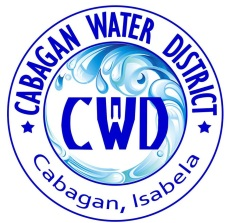 CABAGAN WATER DISTRICT
CWD
Cabagan, Isabela